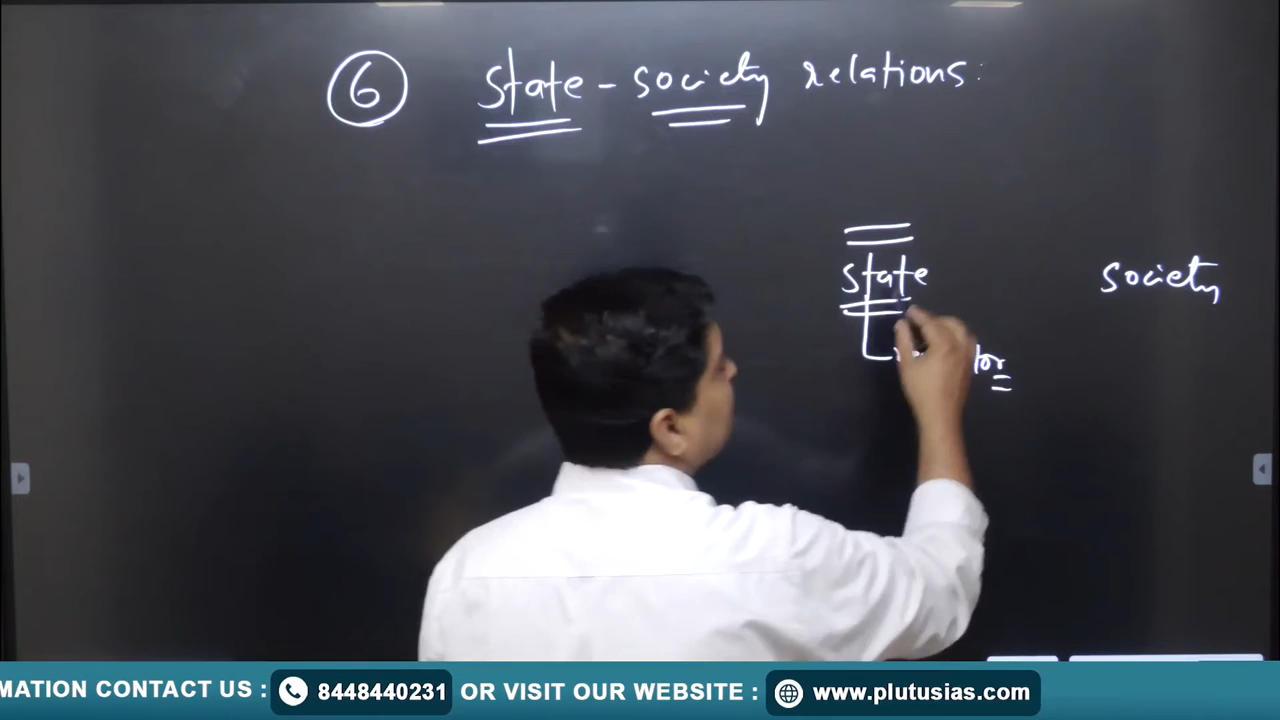 6 State - society relations:
State society
MATION CONTACT US : 8448440231 OR VISIT OUR WEBSITE : www.plutusias.com